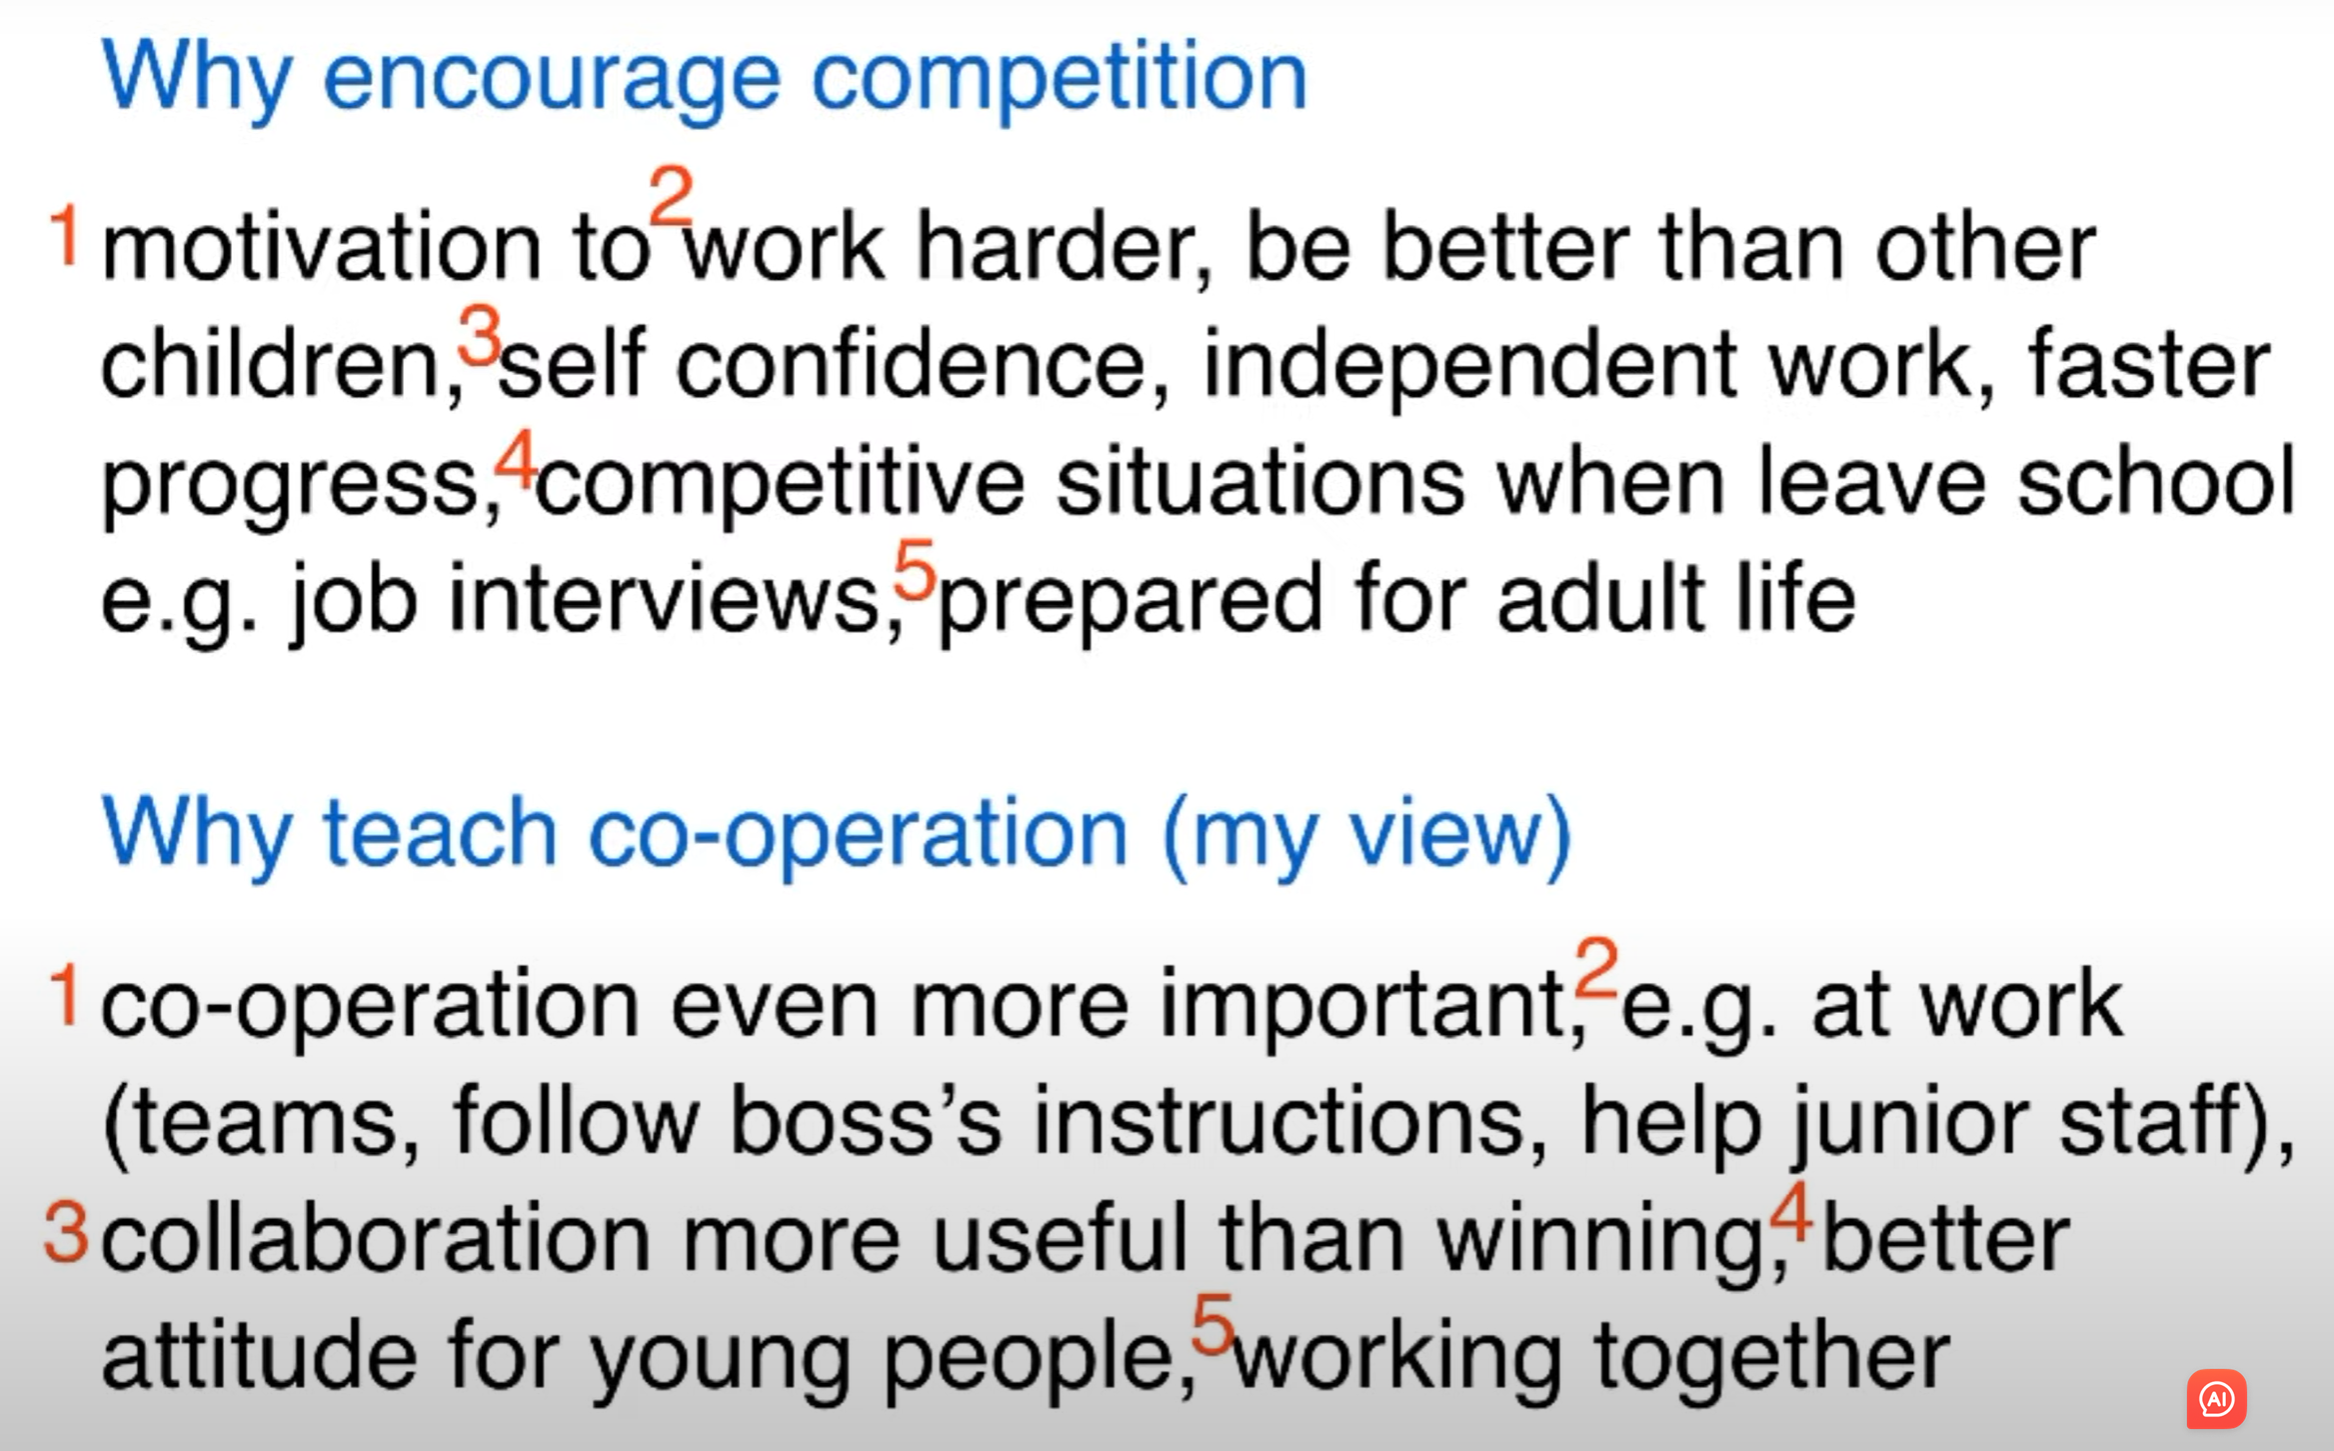 Why encourage competition
1 motivation to 2 work harder, be better than other
children, 3 self confidence, independent work, faster
progress, 4 competitive situations when leave school
e.g. job interviews, 5 prepared for adult life
Why teach co-operation (my view)
1 co-operation even more important, 2 e.g. at work
(teams, follow boss’s instructions, help junior staff),
3 collaboration more useful than winning, 4 better
attitude for young people, 5 working together
AI